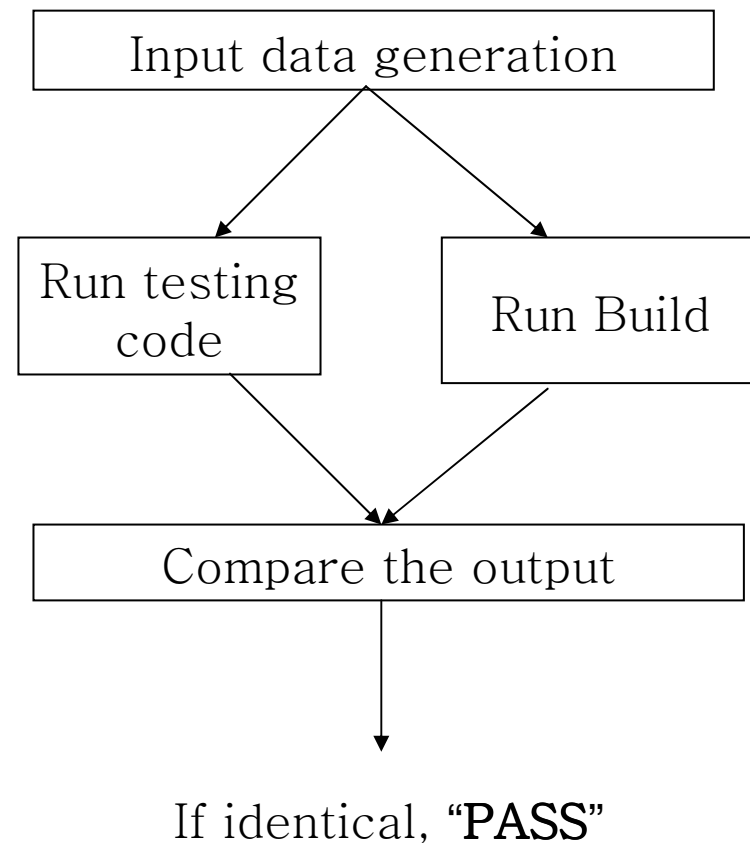 Input data generation
Run testing
code
Run Build
Compare the output
If identical, “PASS”